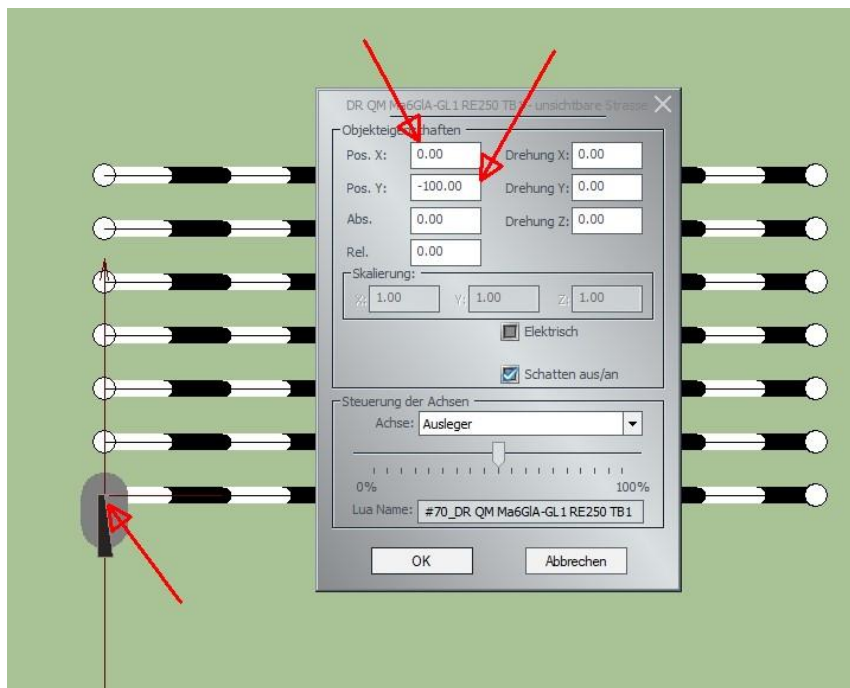 DR QM Ma6GlA-GL1 RE250 TB1 - unsichtbare Strasse
Objekteigenschaften
Pos. X: 0.00 Drehung X: 0.00
Pos. Y: -100.00 Drehung Y: 0.00
Abs. 0.00 Drehung Z: 0.00
Rel. 0.00
Skalierung:
X: 1.00 Y: 1.00 Z: 1.00
Elektrisch
Schatten aus/an
Steuerung der Achsen
Achse: Ausleger
0% 100%
Lua Name: #70_DR QM Ma6GlA-GL1 RE250 TB1
OK Abbrechen